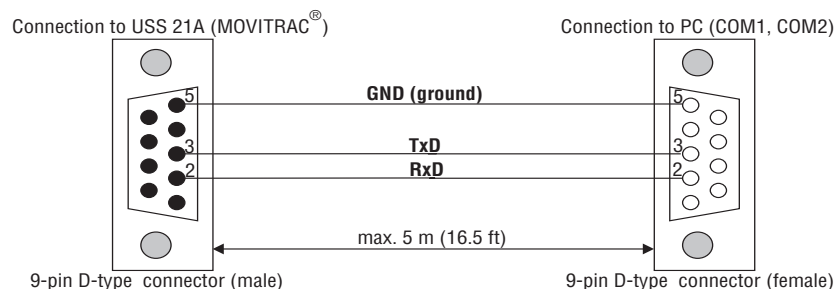 Connection to USS 21A (MOVITRAC®)
Connection to PC (COM1, COM2)
5 GND (ground) 5
3 TxD 3
2 RxD 2
max. 5 m (16.5 ft)
9-pin D-type connector (male)
9-pin D-type connector (female)